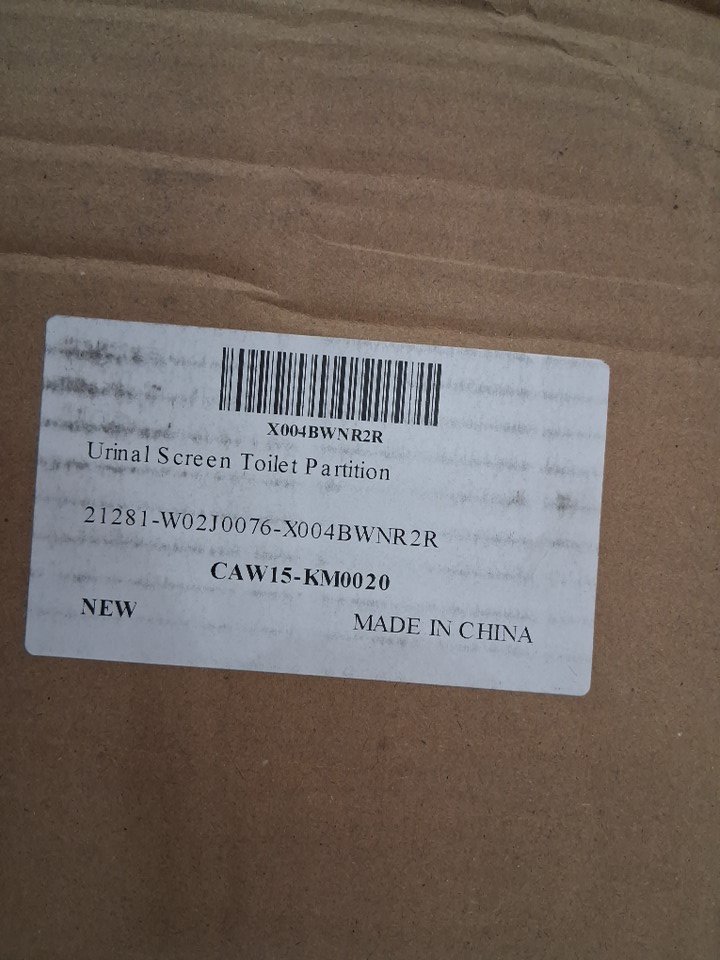 X004BWNR2R
Urinal Screen Toilet Partition
21281-W02J0076-X004BWNR2R
CAW15-KM0020
NEW
MADE IN CHINA